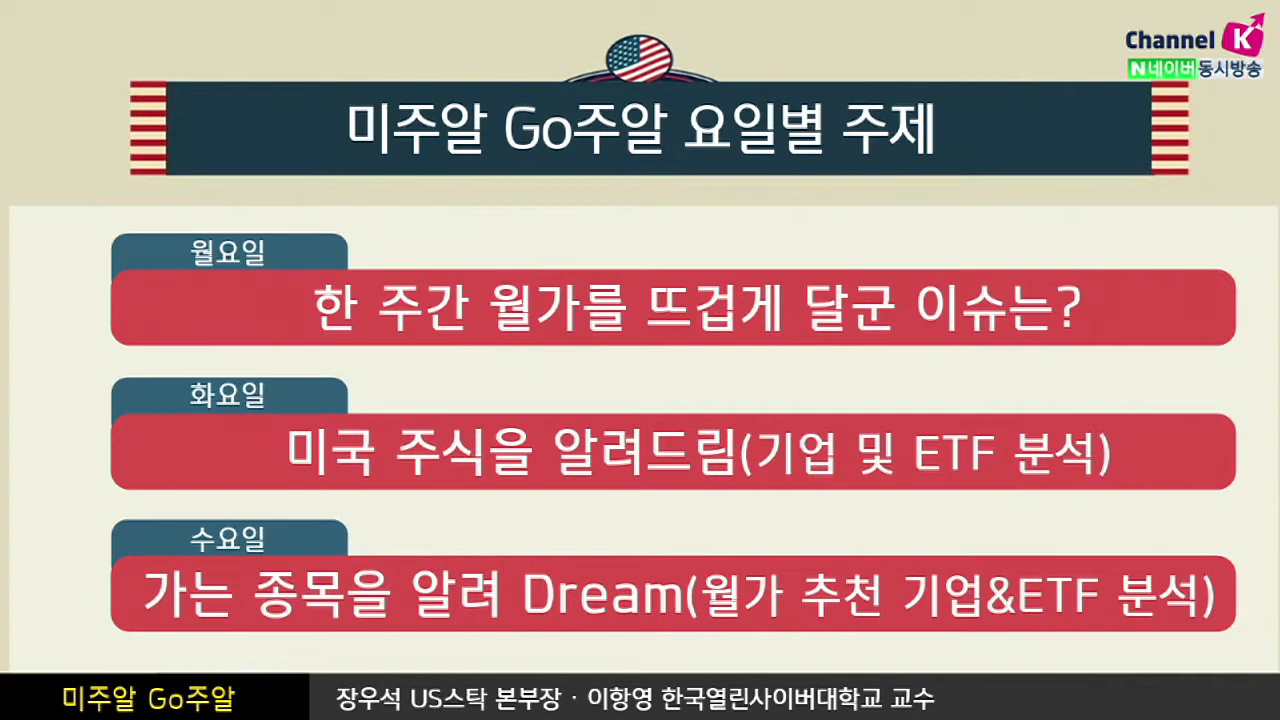 Channel K
N네이버 동시방송
미주알 Go주알 요일별 주제
월요일
한 주간 월가를 뜨겁게 달군 이슈는?
화요일
미국 주식을 알려드림(기업 및 ETF 분석)
수요일
가는 종목을 알려 Dream(월가 추천 기업&ETF 분석)
미주알 Go주알
장우석 US스탁 본부장 · 이항영 한국열린사이버대학교 교수